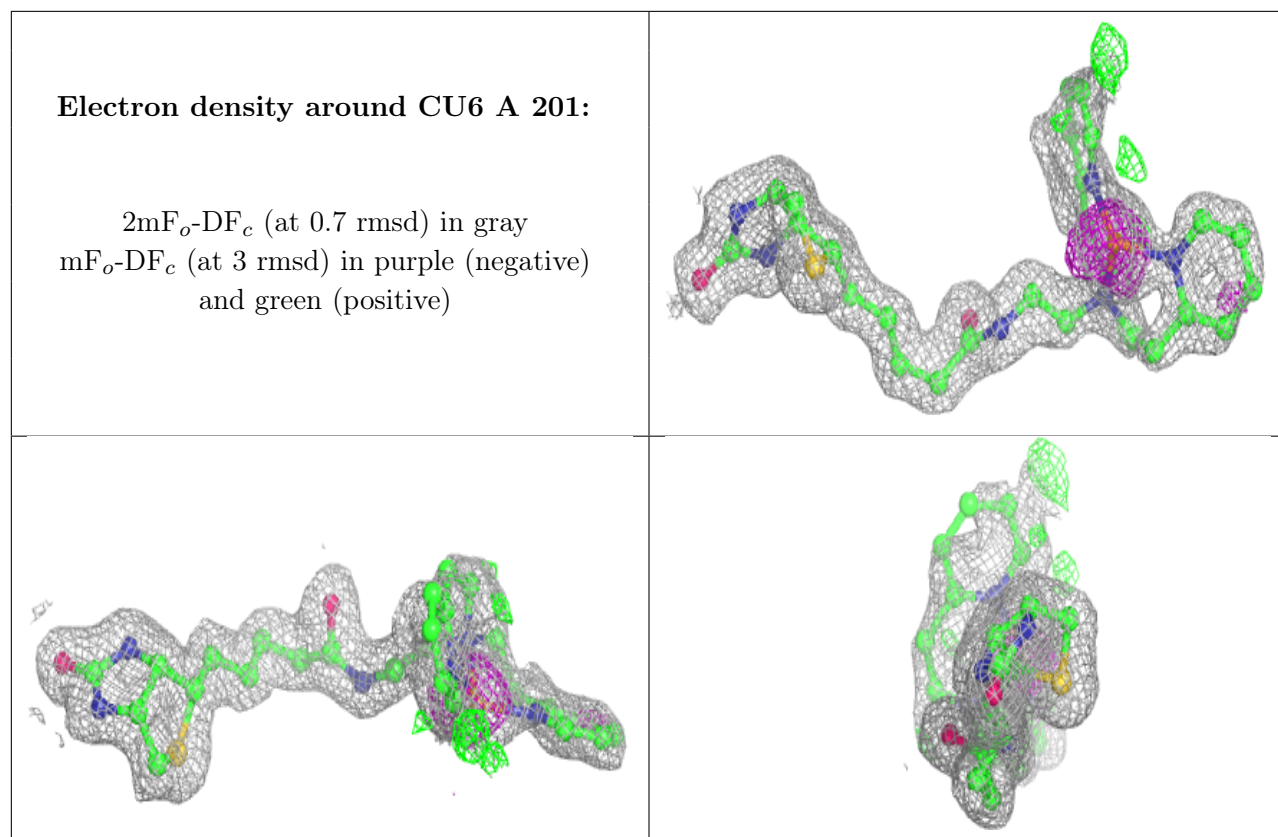 Electron density around CU6 A 201:
2mFo-DFc (at 0.7 rmsd) in gray
mFo-DFc (at 3 rmsd) in purple (negative)
and green (positive)